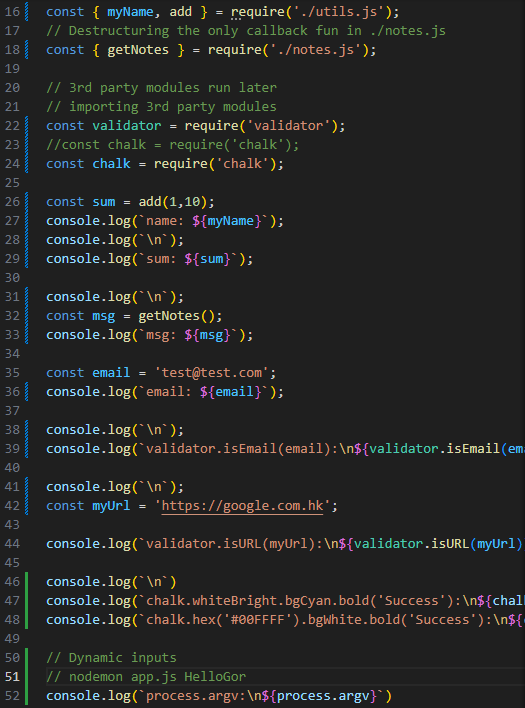 16 const { myName, add } = require('./utils.js');
17 // Destructuring the only callback fun in ./notes.js
18 const { getNotes } = require('./notes.js');
19
20 // 3rd party modules run later
21 // importing 3rd party modules
22 const validator = require('validator');
23 //const chalk = require('chalk');
24 const chalk = require('chalk');
25
26 const sum = add(1,10);
27 console.log(`name: ${myName}`);
28 console.log(`\n`);
29 console.log(`sum: ${sum}`);
30
31 console.log(`\n`);
32 const msg = getNotes();
33 console.log(`msg: ${msg}`);
34
35 const email = 'test@test.com';
36 console.log(`email: ${email}`);
37
38 console.log(`\n`);
39 console.log(`validator.isEmail(email):\n${validator.isEmail(ema
40
41 console.log(`\n`);
42 const myUrl = 'https://google.com.hk';
43
44 console.log(`validator.isURL(myUrl):\n${validator.isURL(myUrl)
45
46 console.log(`\n`)
47 console.log(`chalk.whiteBright.bgCyan.bold('Success'):\n${chal
48 console.log(`chalk.hex('#00FFFF').bgWhite.bold('Success'):\n${
49
50 // Dynamic inputs
51 // nodemon app.js HelloGor
52 console.log(`process.argv:\n${process.argv}`)